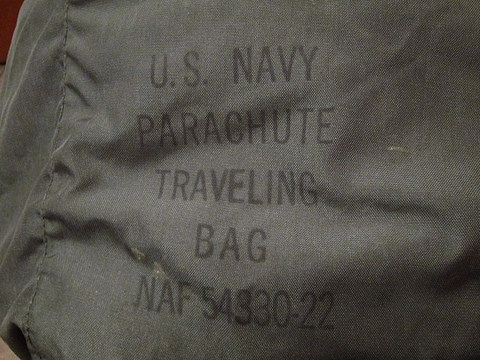 U.S. NAVY
PARACHUTE
TRAVELING
BAG
NAF 54330-22